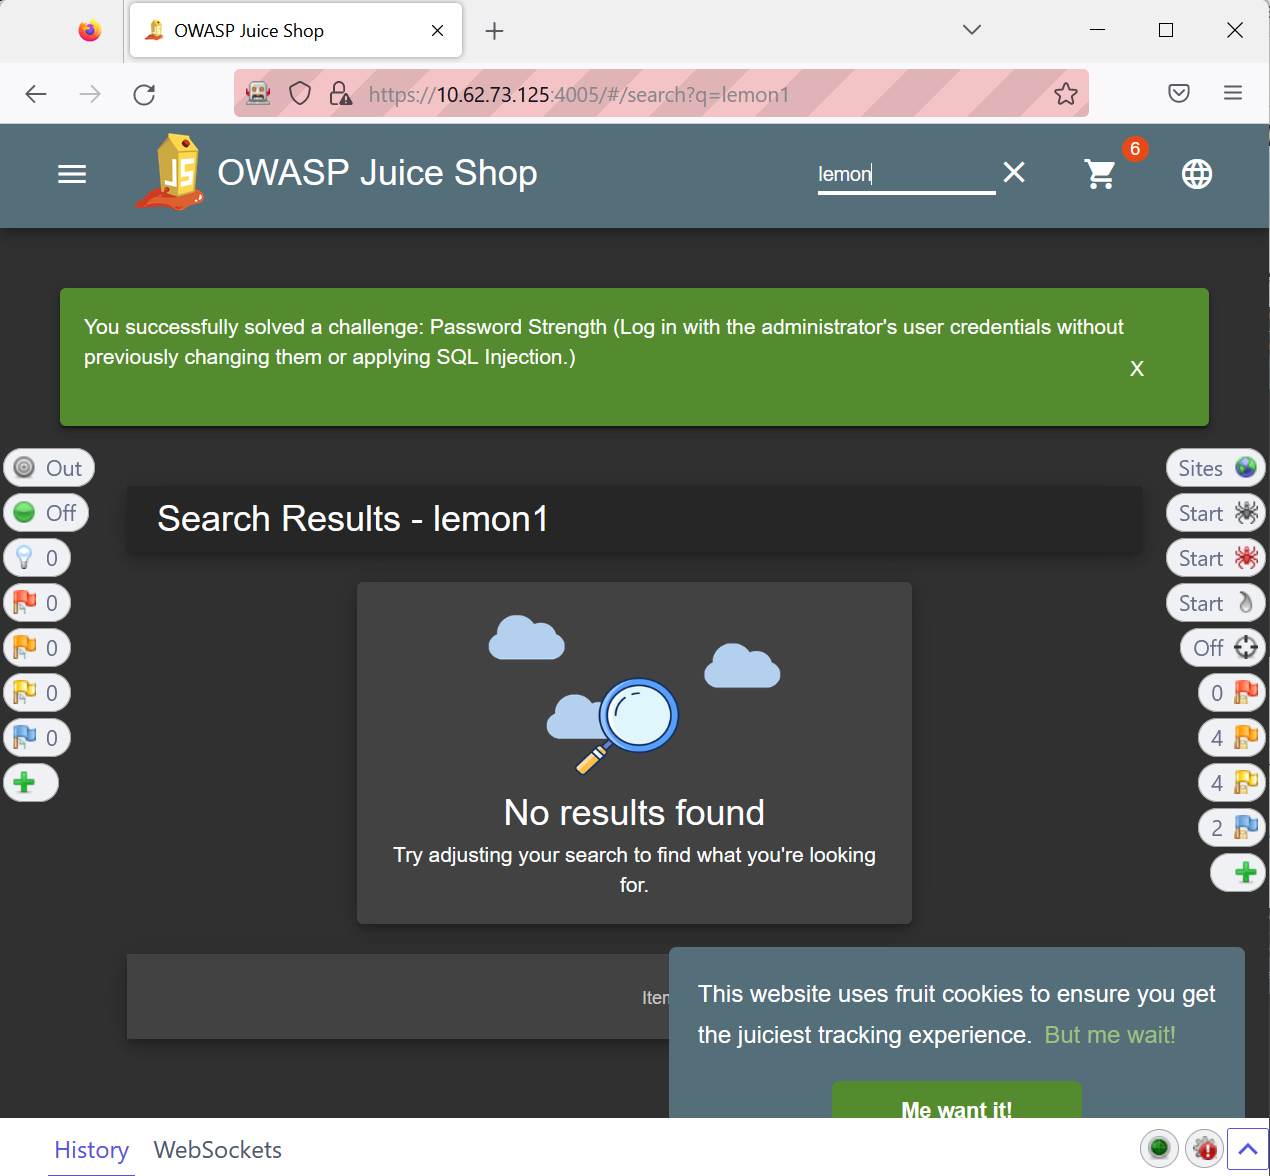 OWASP Juice Shop
https://10.62.73.125:4005/#/search?q=lemon1
JS
OWASP Juice Shop
lemon
6
You successfully solved a challenge: Password Strength (Log in with the administrator's user credentials without
previously changing them or applying SQL Injection.)
X
Out
Sites
Off
Start
Search Results - lemon1
0
Start
0
Start
0
Off
0
0
0
4
4
2
No results found
Try adjusting your search to find what you're looking
for.
This website uses fruit cookies to ensure you get
the juiciest tracking experience. But me wait!
Me want it!
History WebSockets